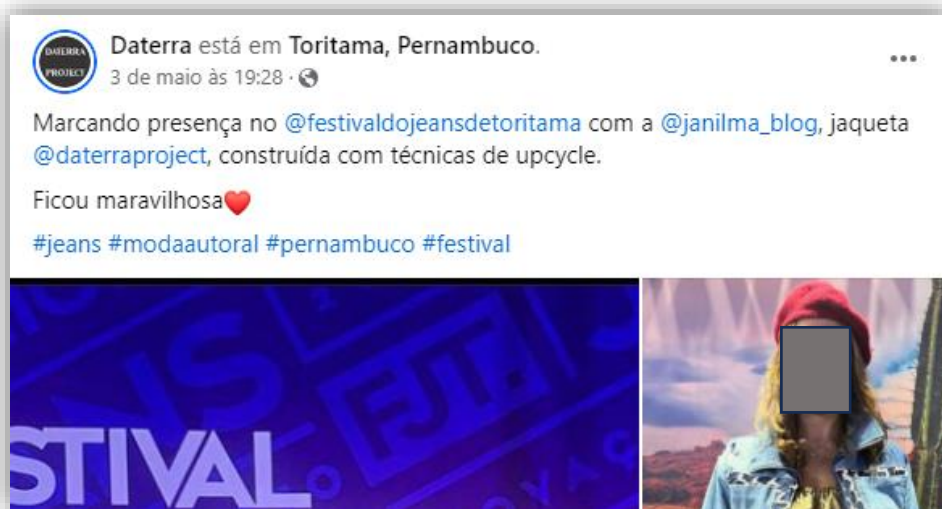 DATERRA
PROJECT
Daterra está em Toritama, Pernambuco.
3 de maio às 19:28 ·
Marcando presença no @festivaldojeansdetoritama com a @janilma_blog, jaqueta
@daterraproject, construída com técnicas de upcycle.
Ficou maravilhosa❤️
#jeans #modaautoral #pernambuco #festival
NS
FJT.
STIVAL